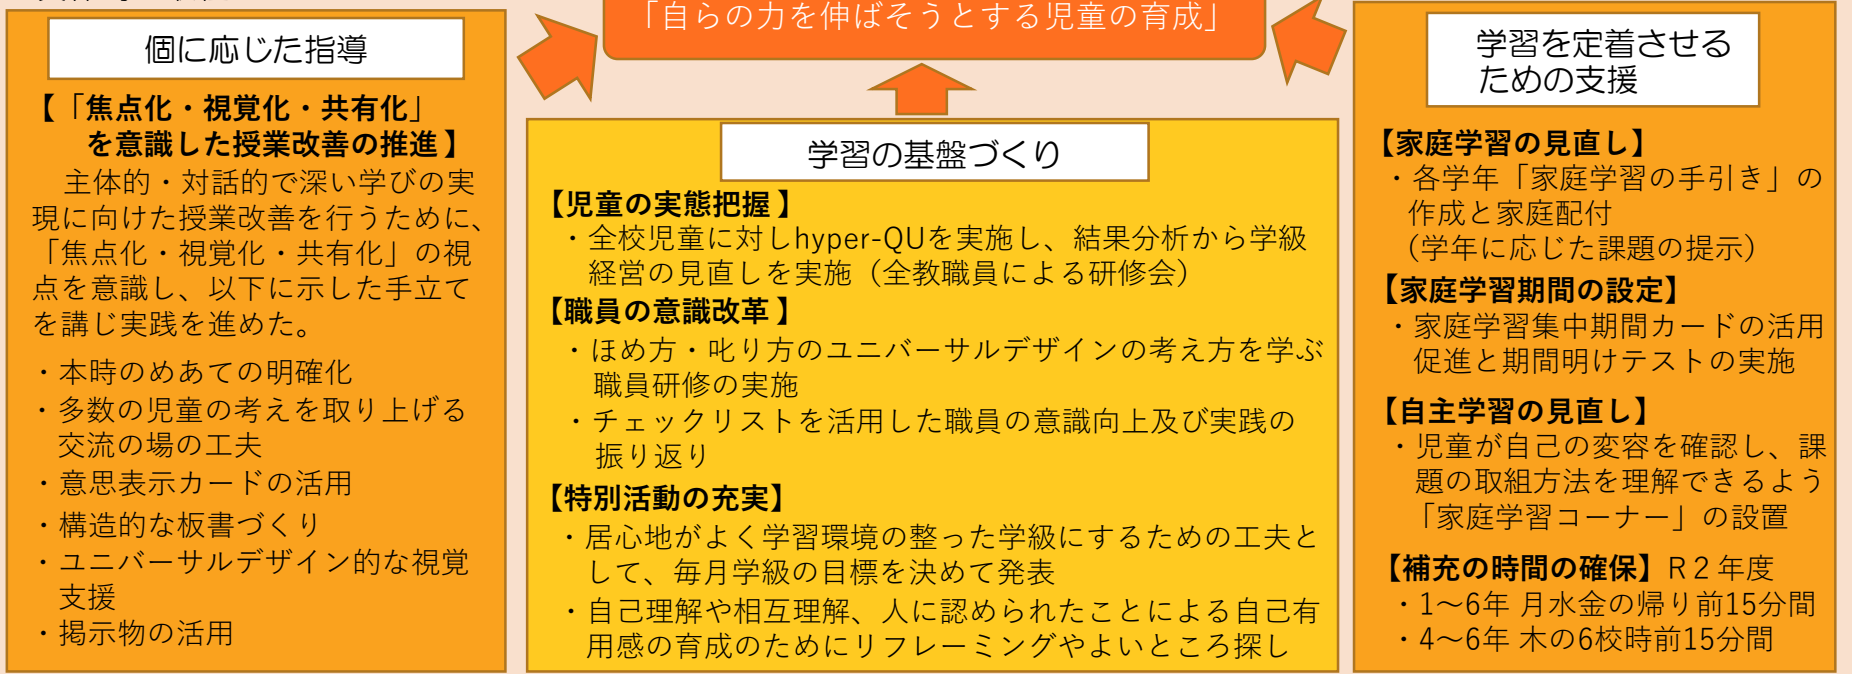 「自らの力を伸ばそうとする児童の育成」
個に応じた指導
【「焦点化・視覚化・共有化」
を意識した授業改善の推進】
主体的・対話的で深い学びの実
現に向けた授業改善を行うために、
「焦点化・視覚化・共有化」の視
点を意識し、以下に示した手立て
を講じ実践を進めた。
・本時のめあての明確化
・多数の児童の考えを取り上げる
交流の場の工夫
・意思表示カードの活用
・構造的な板書づくり
・ユニバーサルデザイン的な視覚
支援
・掲示物の活用
学習の基盤づくり
【児童の実態把握】
・全校児童に対しhyper-QUを実施し、結果分析から学級
経営の見直しを実施（全教職員による研修会）
【職員の意識改革】
・ほめ方・叱り方のユニバーサルデザインの考え方を学ぶ
職員研修の実施
・チェックリストを活用した職員の意識向上及び実践の
振り返り
【特別活動の充実】
・居心地がよく学習環境の整った学級にするための工夫と
して、毎月学級の目標を決めて発表
・自己理解や相互理解、人に認められたことによる自己有
用感の育成のためにリフレーミングやよいところ探し
学習を定着させる
ための支援
【家庭学習の見直し】
・各学年「家庭学習の手引き」の
作成と家庭配付
（学年に応じた課題の提示）
【家庭学習期間の設定】
・家庭学習集中期間カードの活用
促進と期間明けテストの実施
【自主学習の見直し】
・児童が自己の変容を確認し、課
題の取組方法を理解できるよう
「家庭学習コーナー」の設置
【補充の時間の確保】R２年度
・1～6年 月水金の帰り前15分間
・4～6年 木の6校時前15分間